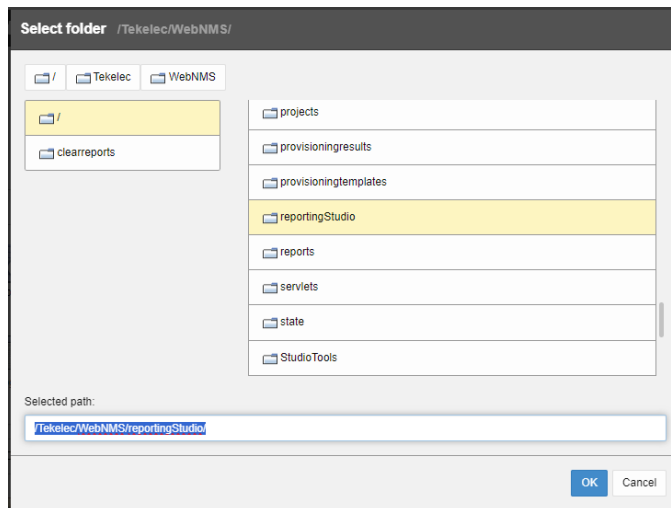 Select folder /Tekelec/WebNMS/
/ Tekelec WebNMS
/
clearreports
projects
provisioningresults
provisioningtemplates
reportingStudio
reports
servlets
state
StudioTools
Selected path:
/Tekelec/WebNMS/reportingStudio/
OK Cancel